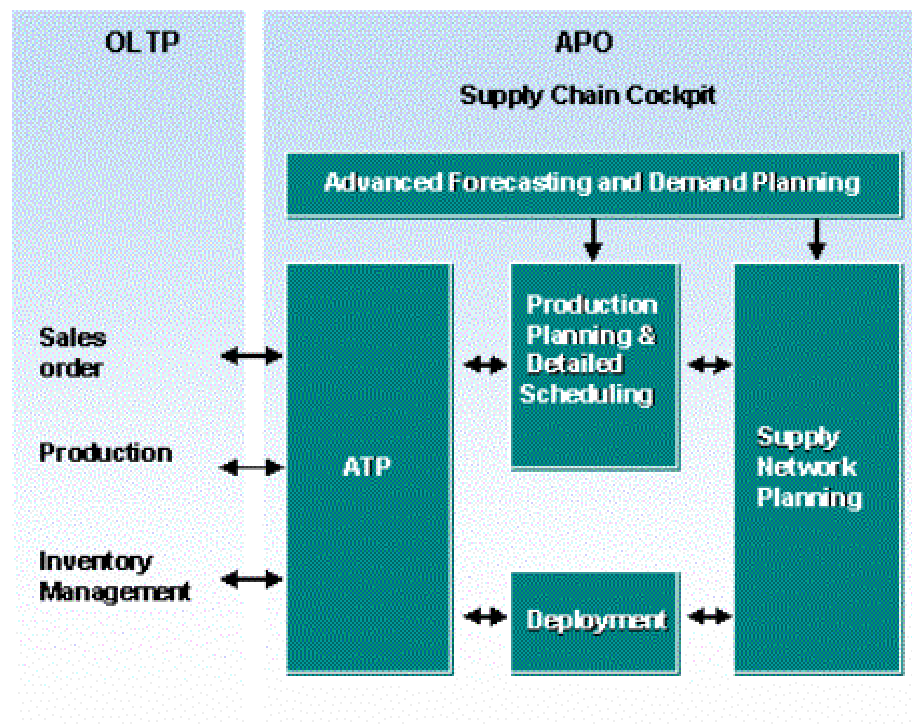 OLTP
APO
Supply Chain Cockpit
Advanced Forecasting and Demand Planning
Sales
order
Production
Inventory
Management
ATP
Production
Planning &
Detailed
Scheduling
Deployment
Supply
Network
Planning